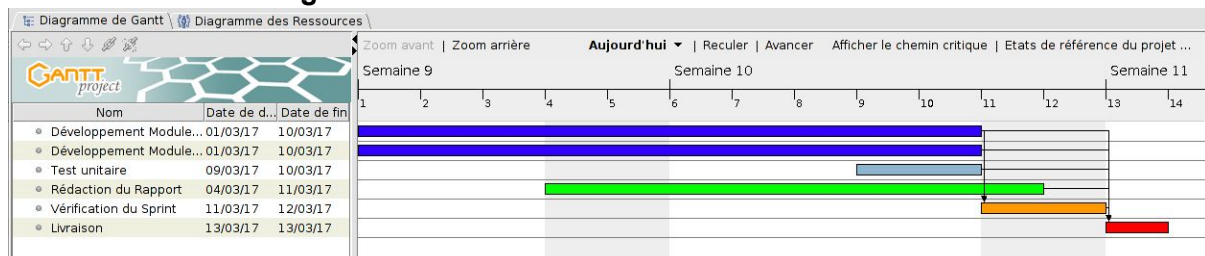 Diagramme de Gantt \ Diagramme des Ressources \
Zoom avant | Zoom arrière Aujourd'hui ▾ | Reculer | Avancer Afficher le chemin critique | Etats de référence du projet ...
GANTT project
Semaine 9 Semaine 10 Semaine 11
1 2 3 4 5 6 7 8 9 10 11 12 13 14
Nom Date de d... Date de fin
Développement Module... 01/03/17 10/03/17
Développement Module... 01/03/17 10/03/17
Test unitaire 09/03/17 10/03/17
Rédaction du Rapport 04/03/17 11/03/17
Vérification du Sprint 11/03/17 12/03/17
Livraison 13/03/17 13/03/17